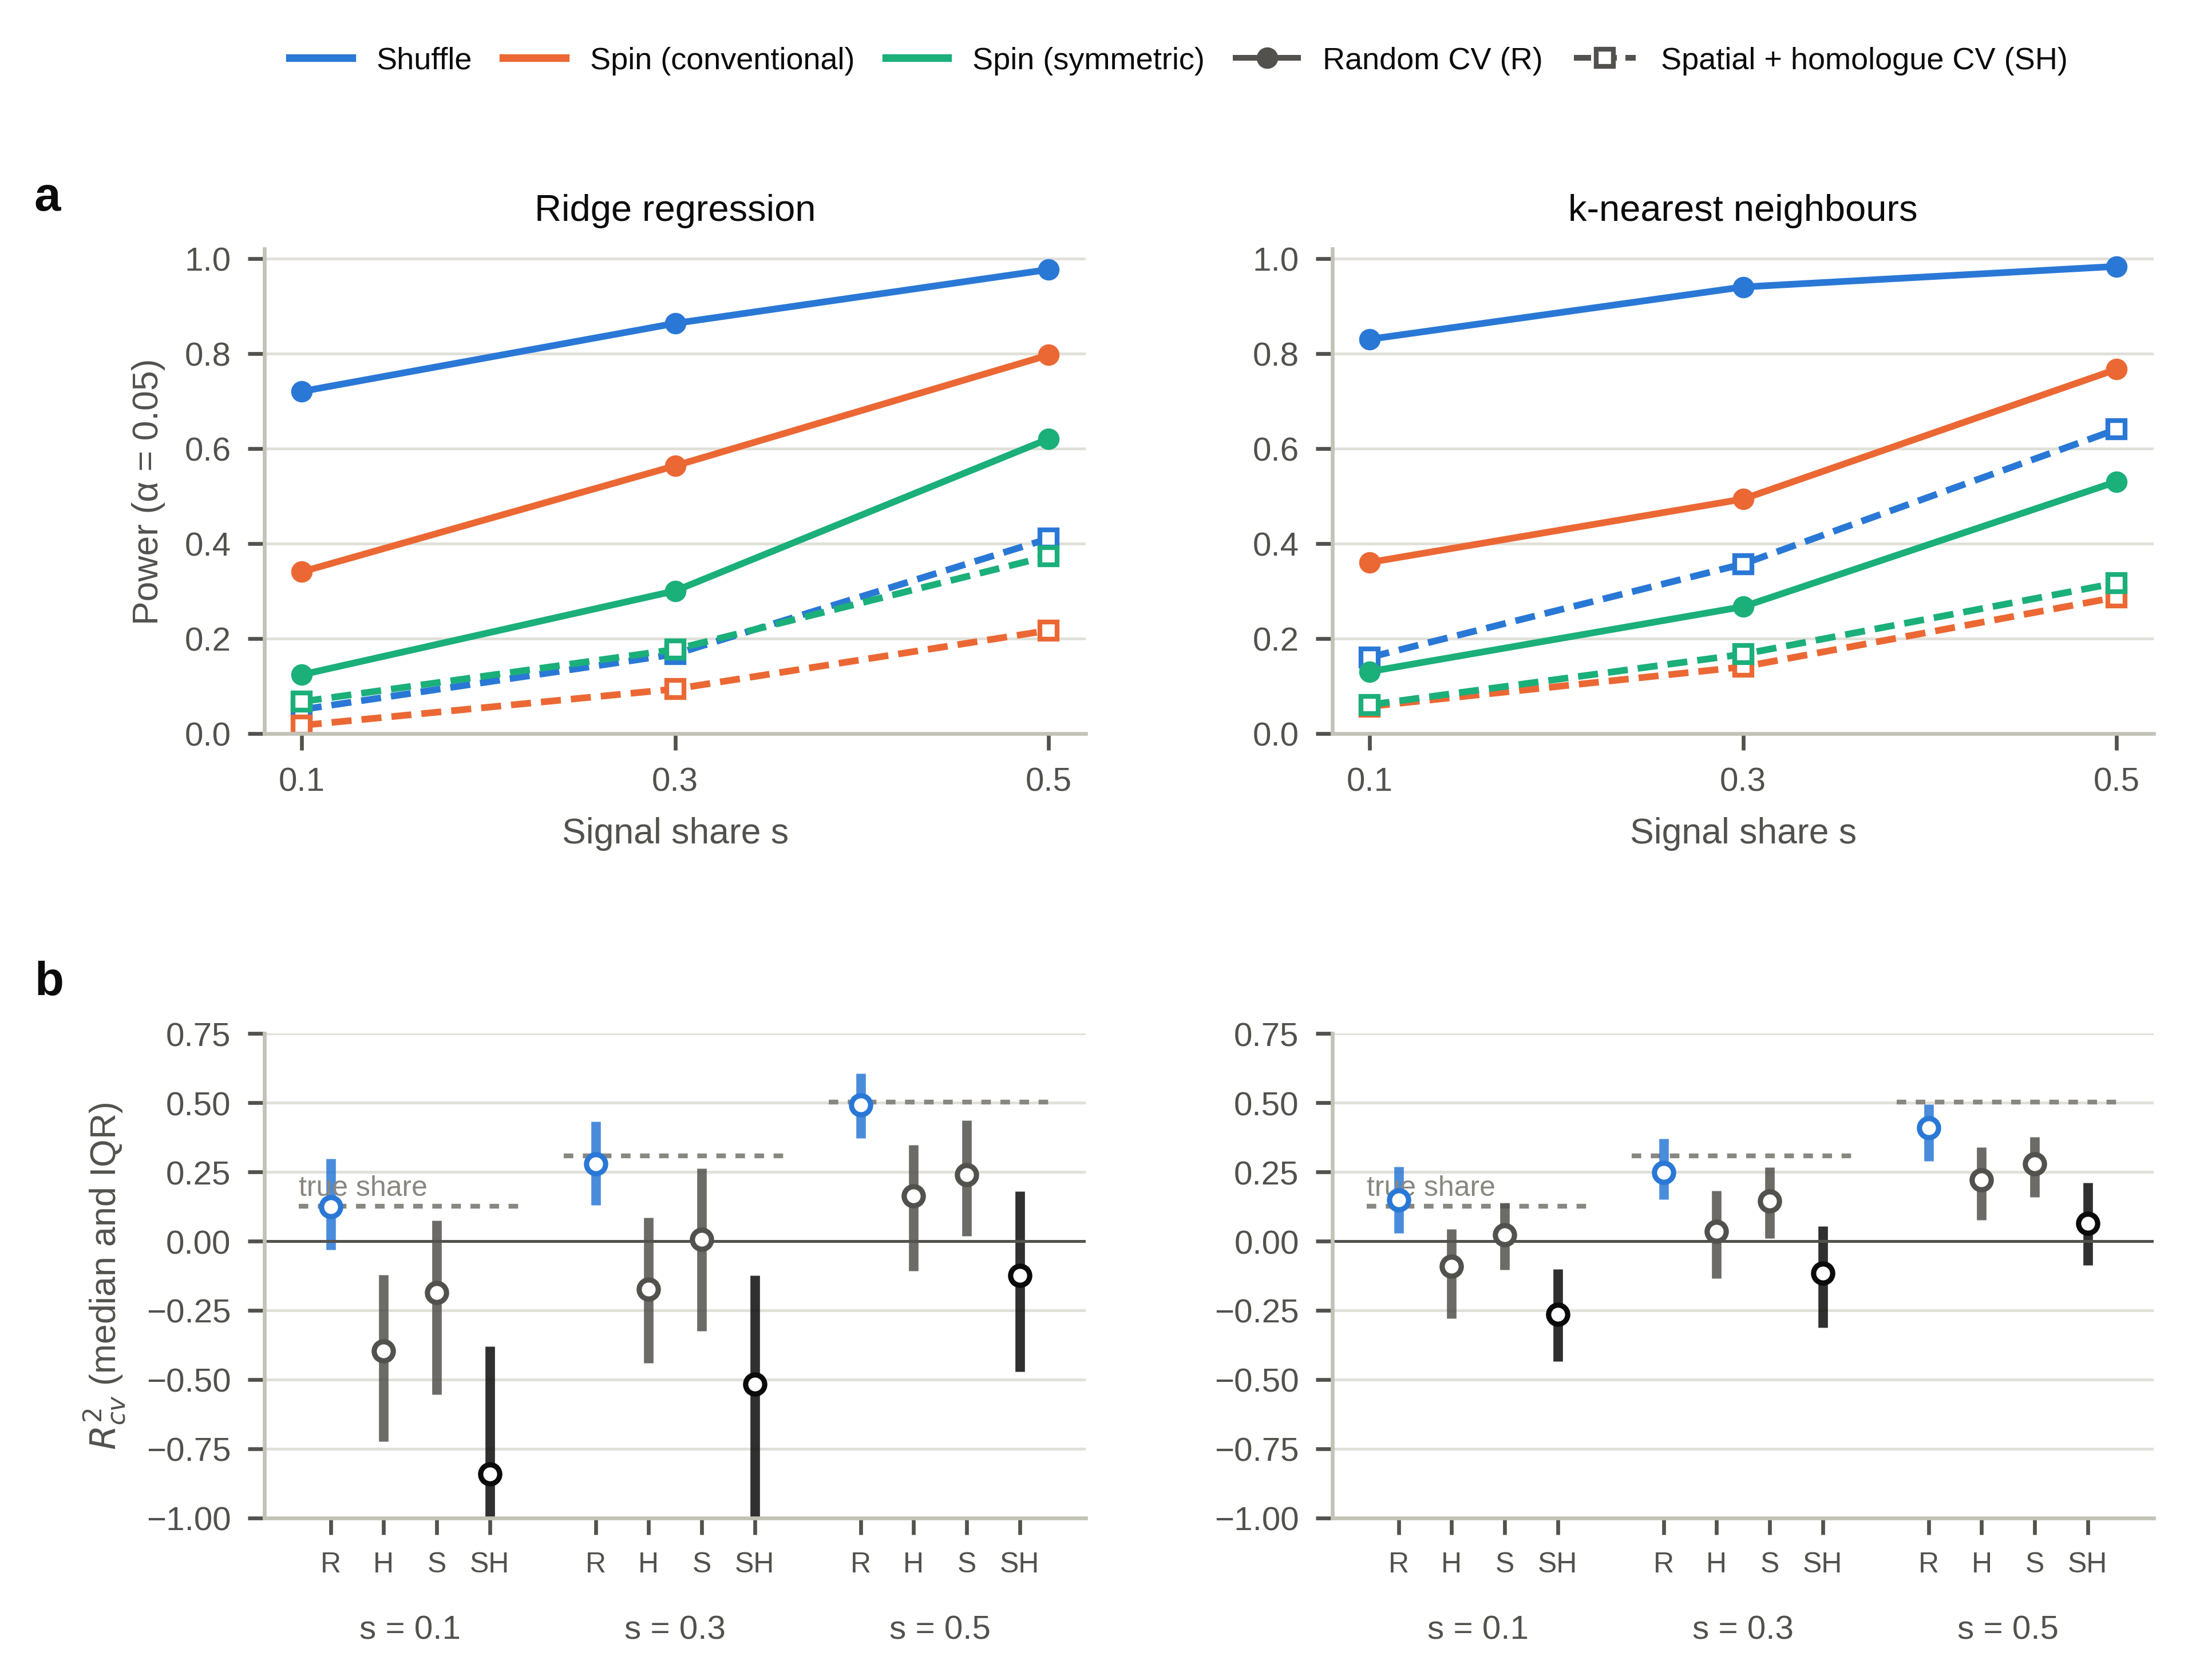 Shuffle Spin (conventional) Spin (symmetric) Random CV (R) Spatial + homologue CV (SH)
a
Ridge regression
k-nearest neighbours
Power (α = 0.05)
1.0
0.8
0.6
0.4
0.2
0.0
0.1 0.3 0.5
Signal share s
1.0
0.8
0.6
0.4
0.2
0.0
0.1 0.3 0.5
Signal share s
b
R²cv (median and IQR)
0.75
0.50
0.25
0.00
−0.25
−0.50
−0.75
−1.00
true share
R H S SH R H S SH R H S SH
s = 0.1 s = 0.3 s = 0.5
0.75
0.50
0.25
0.00
−0.25
−0.50
−0.75
−1.00
true share
R H S SH R H S SH R H S SH
s = 0.1 s = 0.3 s = 0.5